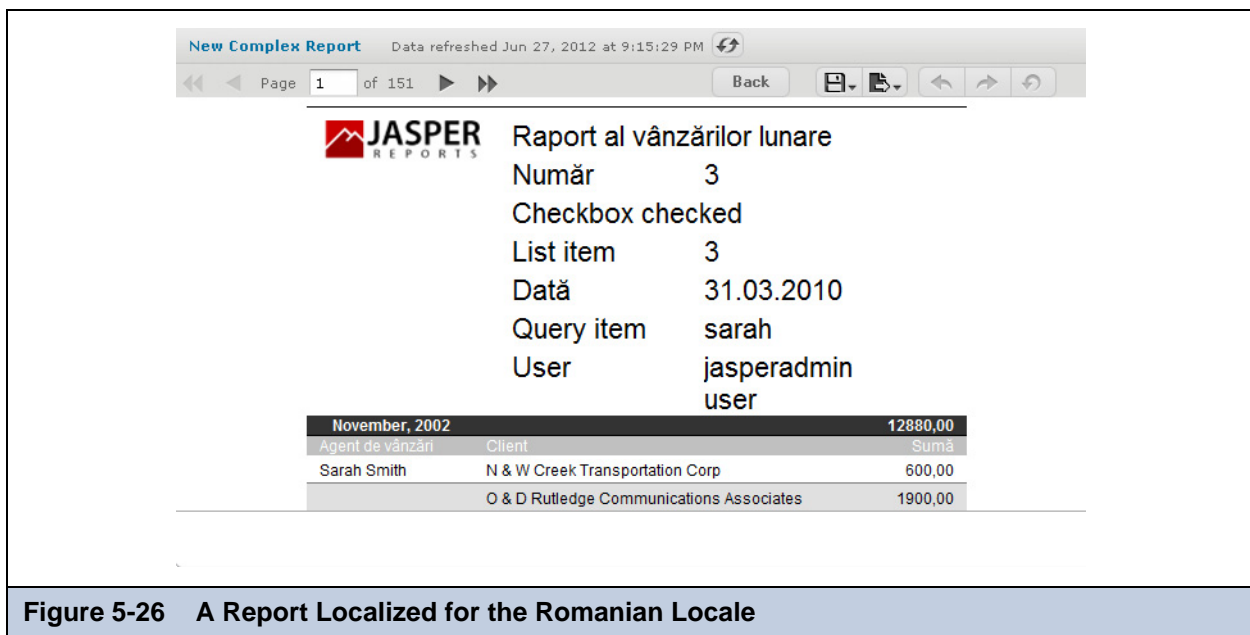 New Complex Report Data refreshed Jun 27, 2012 at 9:15:29 PM
Page 1 of 151 Back
JASPER
REPORTS
Raport al vânzărilor lunare
Număr 3
Checkbox checked
List item 3
Dată 31.03.2010
Query item sarah
User jasperadmin
user
November, 2002 12880,00
Agent de vânzări Client Sumă
Sarah Smith N & W Creek Transportation Corp 600,00
O & D Rutledge Communications Associates 1900,00
Figure 5-26 A Report Localized for the Romanian Locale